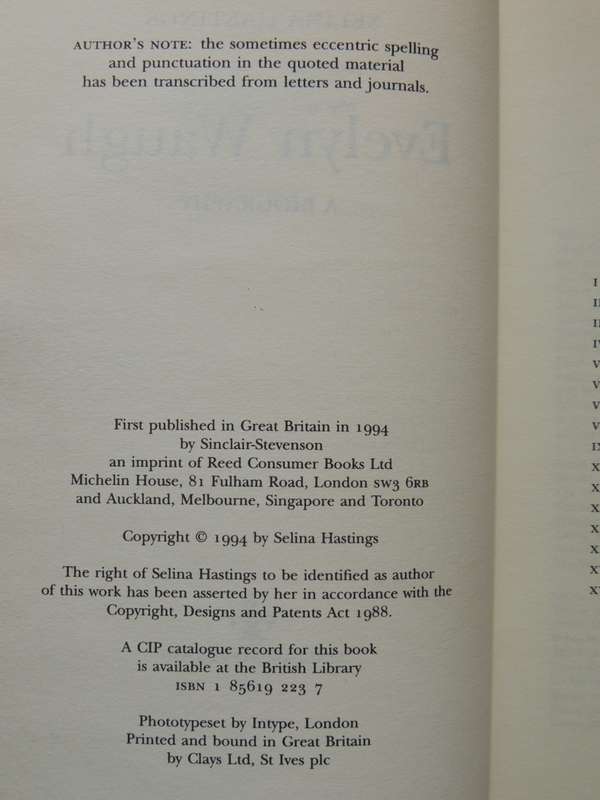 AUTHOR'S NOTE: the sometimes eccentric spelling
and punctuation in the quoted material
has been transcribed from letters and journals.
First published in Great Britain in 1994
by Sinclair-Stevenson
an imprint of Reed Consumer Books Ltd
Michelin House, 81 Fulham Road, London SW3 6RB
and Auckland, Melbourne, Singapore and Toronto
Copyright © 1994 by Selina Hastings
The right of Selina Hastings to be identified as author
of this work has been asserted by her in accordance with the
Copyright, Designs and Patents Act 1988.
A CIP catalogue record for this book
is available at the British Library
ISBN 1 85619 223 7
Phototypeset by Intype, London
Printed and bound in Great Britain
by Clays Ltd, St Ives plc